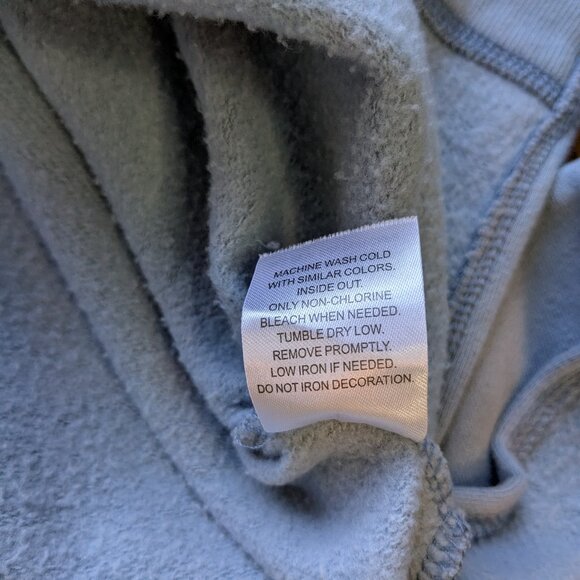 MACHINE WASH COLD
WITH SIMILAR COLORS.
INSIDE OUT.
ONLY NON-CHLORINE
BLEACH WHEN NEEDED.
TUMBLE DRY LOW.
REMOVE PROMPTLY.
LOW IRON IF NEEDED.
DO NOT IRON DECORATION.